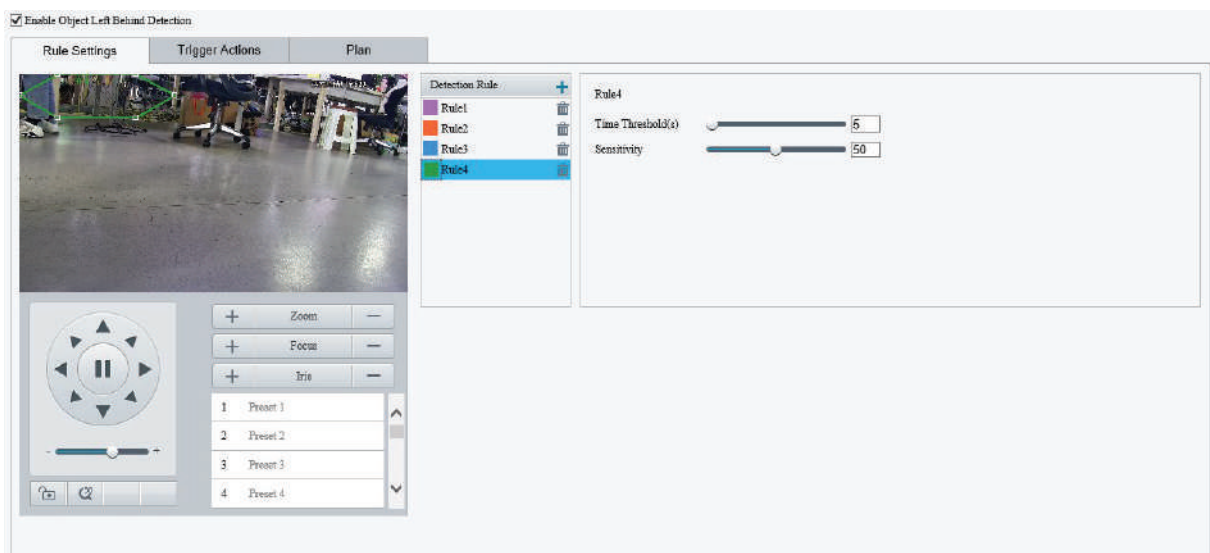 Enable Object Left Behind Detection
Rule Settings
Trigger Actions
Plan
Detection Rule
Rule1
Rule2
Rule3
Rule4
Rule4
Time Threshold(s) 5
Sensitivity 50
+ Zoom —
+ Focus —
+ Iris —
- +
1 Preset 1
2 Preset 2
3 Preset 3
4 Preset 4